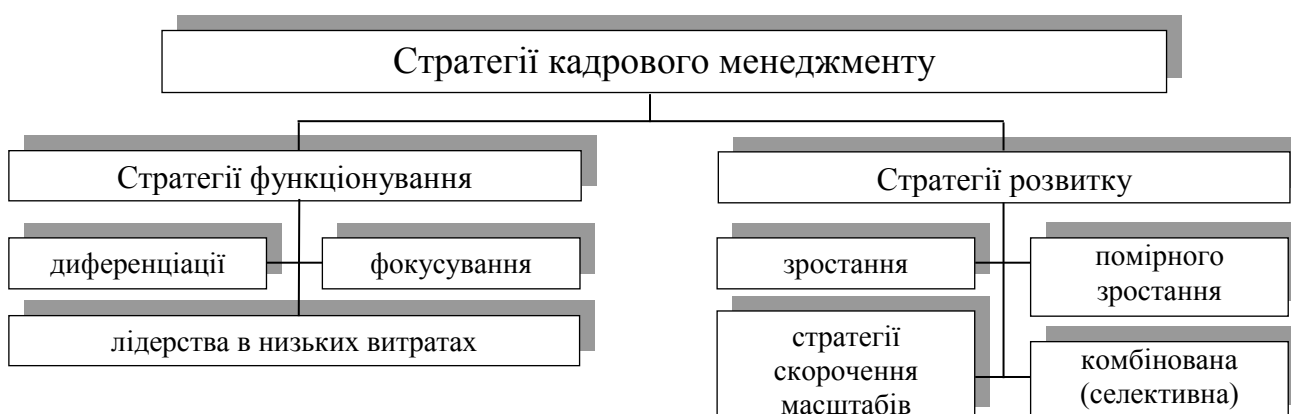 Стратегії кадрового менеджменту
Стратегії функціонування
Стратегії розвитку
диференціації
фокусування
лідерства в низьких витратах
зростання
помірного
зростання
стратегії
скорочення
масштабів
комбінована
(селективна)